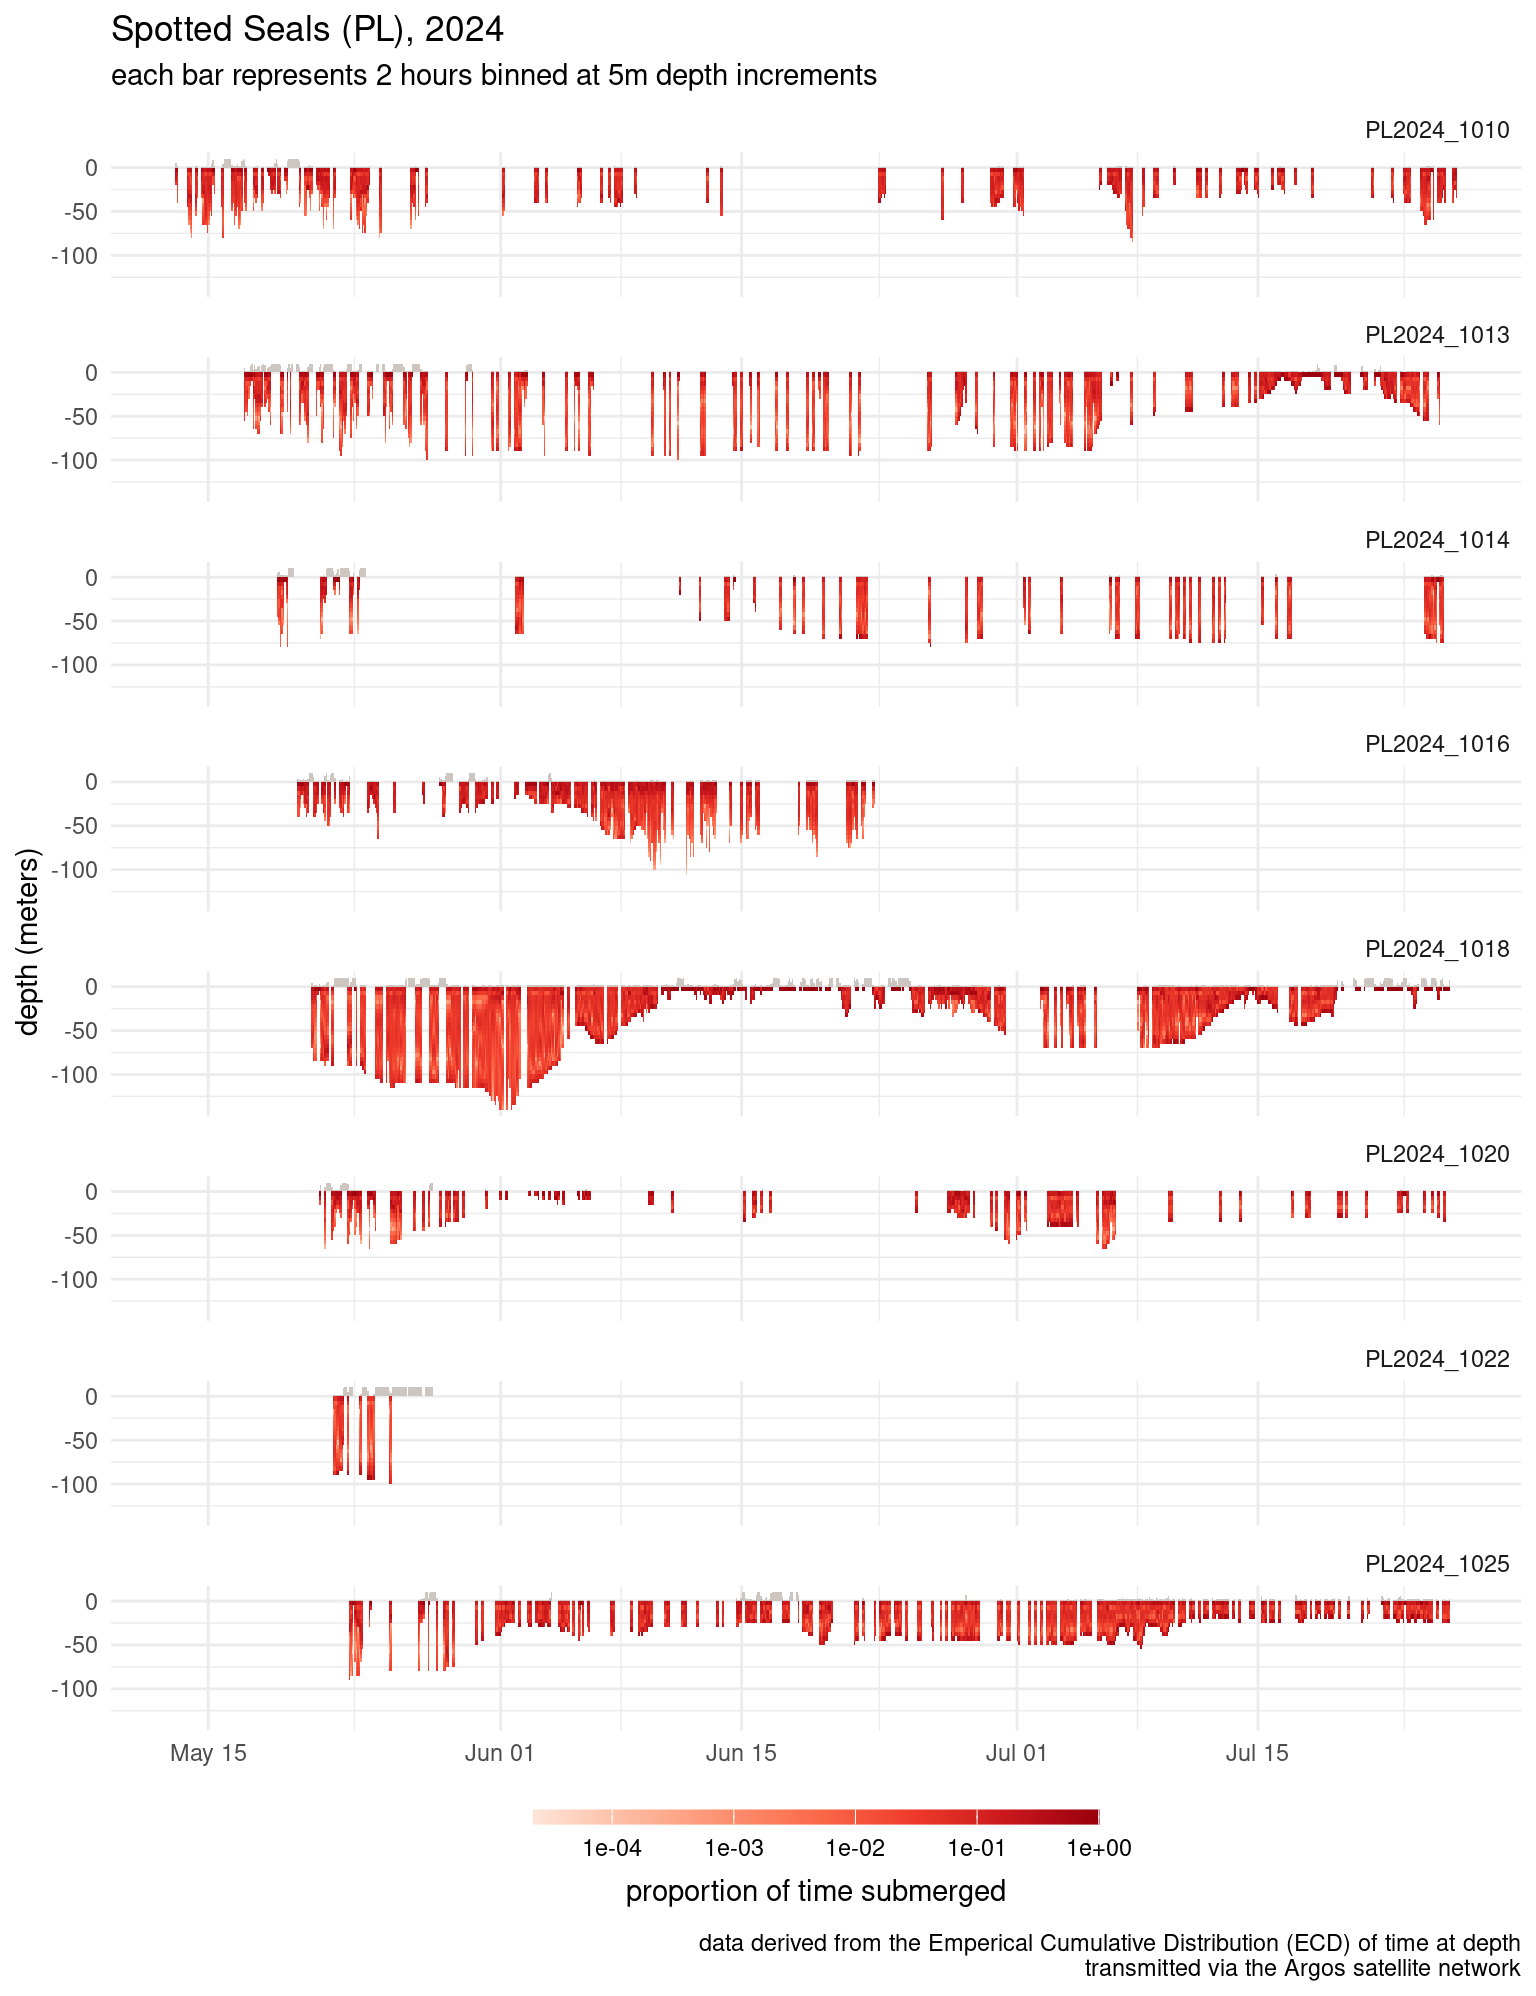 Spotted Seals (PL), 2024
each bar represents 2 hours binned at 5m depth increments
PL2024_1010
0
-50
-100
PL2024_1013
0
-50
-100
PL2024_1014
0
-50
-100
PL2024_1016
0
-50
-100
depth (meters)
PL2024_1018
0
-50
-100
PL2024_1020
0
-50
-100
PL2024_1022
0
-50
-100
PL2024_1025
0
-50
-100
May 15 Jun 01 Jun 15 Jul 01 Jul 15
1e-04 1e-03 1e-02 1e-01 1e+00
proportion of time submerged
data derived from the Emperical Cumulative Distribution (ECD) of time at depth
transmitted via the Argos satellite network